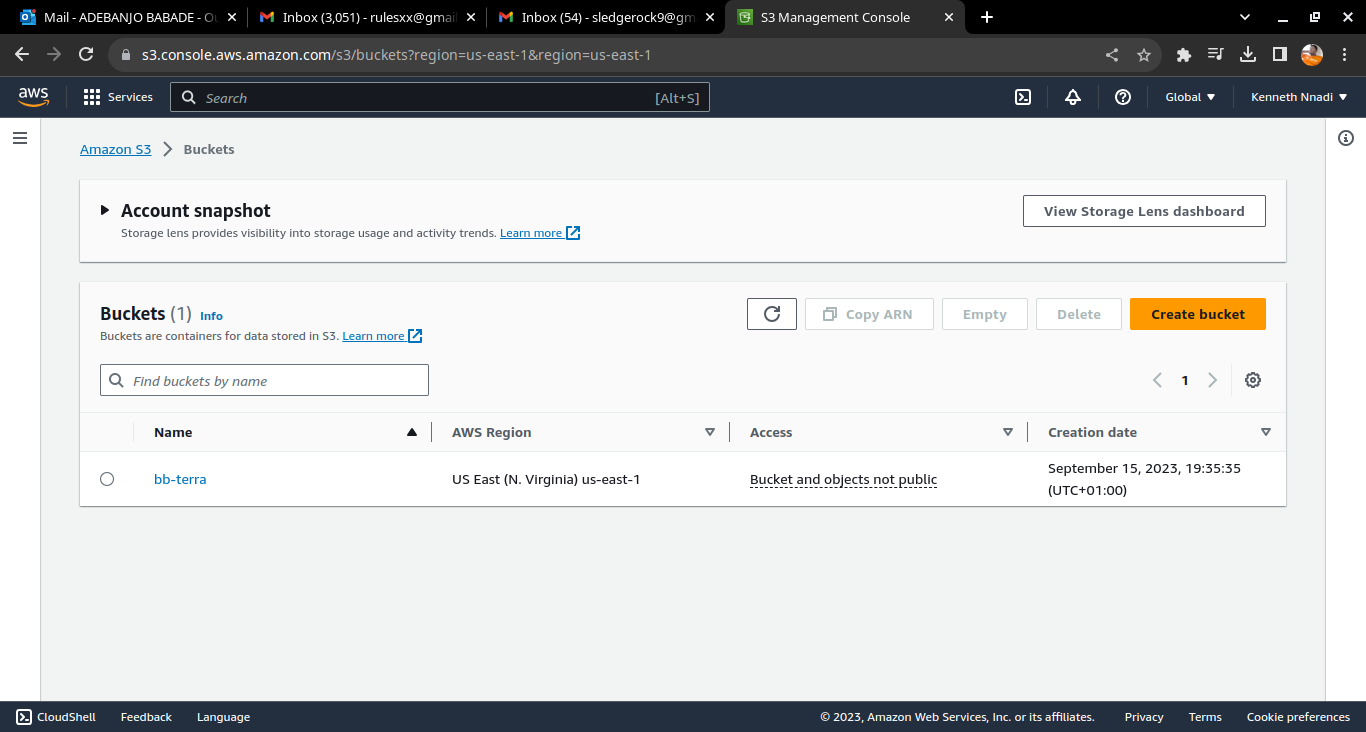 Mail - ADEBANJO BABADE - Ou
Inbox (3,051) - rulesxx@gmail
Inbox (54) - sledgerock9@gm
S3 Management Console
s3.console.aws.amazon.com/s3/buckets?region=us-east-1&region=us-east-1
aws
Services
Search
[Alt+S]
Global
Kenneth Nnadi
Amazon S3
Buckets
Account snapshot
View Storage Lens dashboard
Storage lens provides visibility into storage usage and activity trends. Learn more
Buckets (1) Info
Copy ARN
Empty
Delete
Create bucket
Buckets are containers for data stored in S3. Learn more
Find buckets by name
1
Name
AWS Region
Access
Creation date
bb-terra
US East (N. Virginia) us-east-1
Bucket and objects not public
September 15, 2023, 19:35:35
(UTC+01:00)
CloudShell
Feedback
Language
© 2023, Amazon Web Services, Inc. or its affiliates.
Privacy
Terms
Cookie preferences